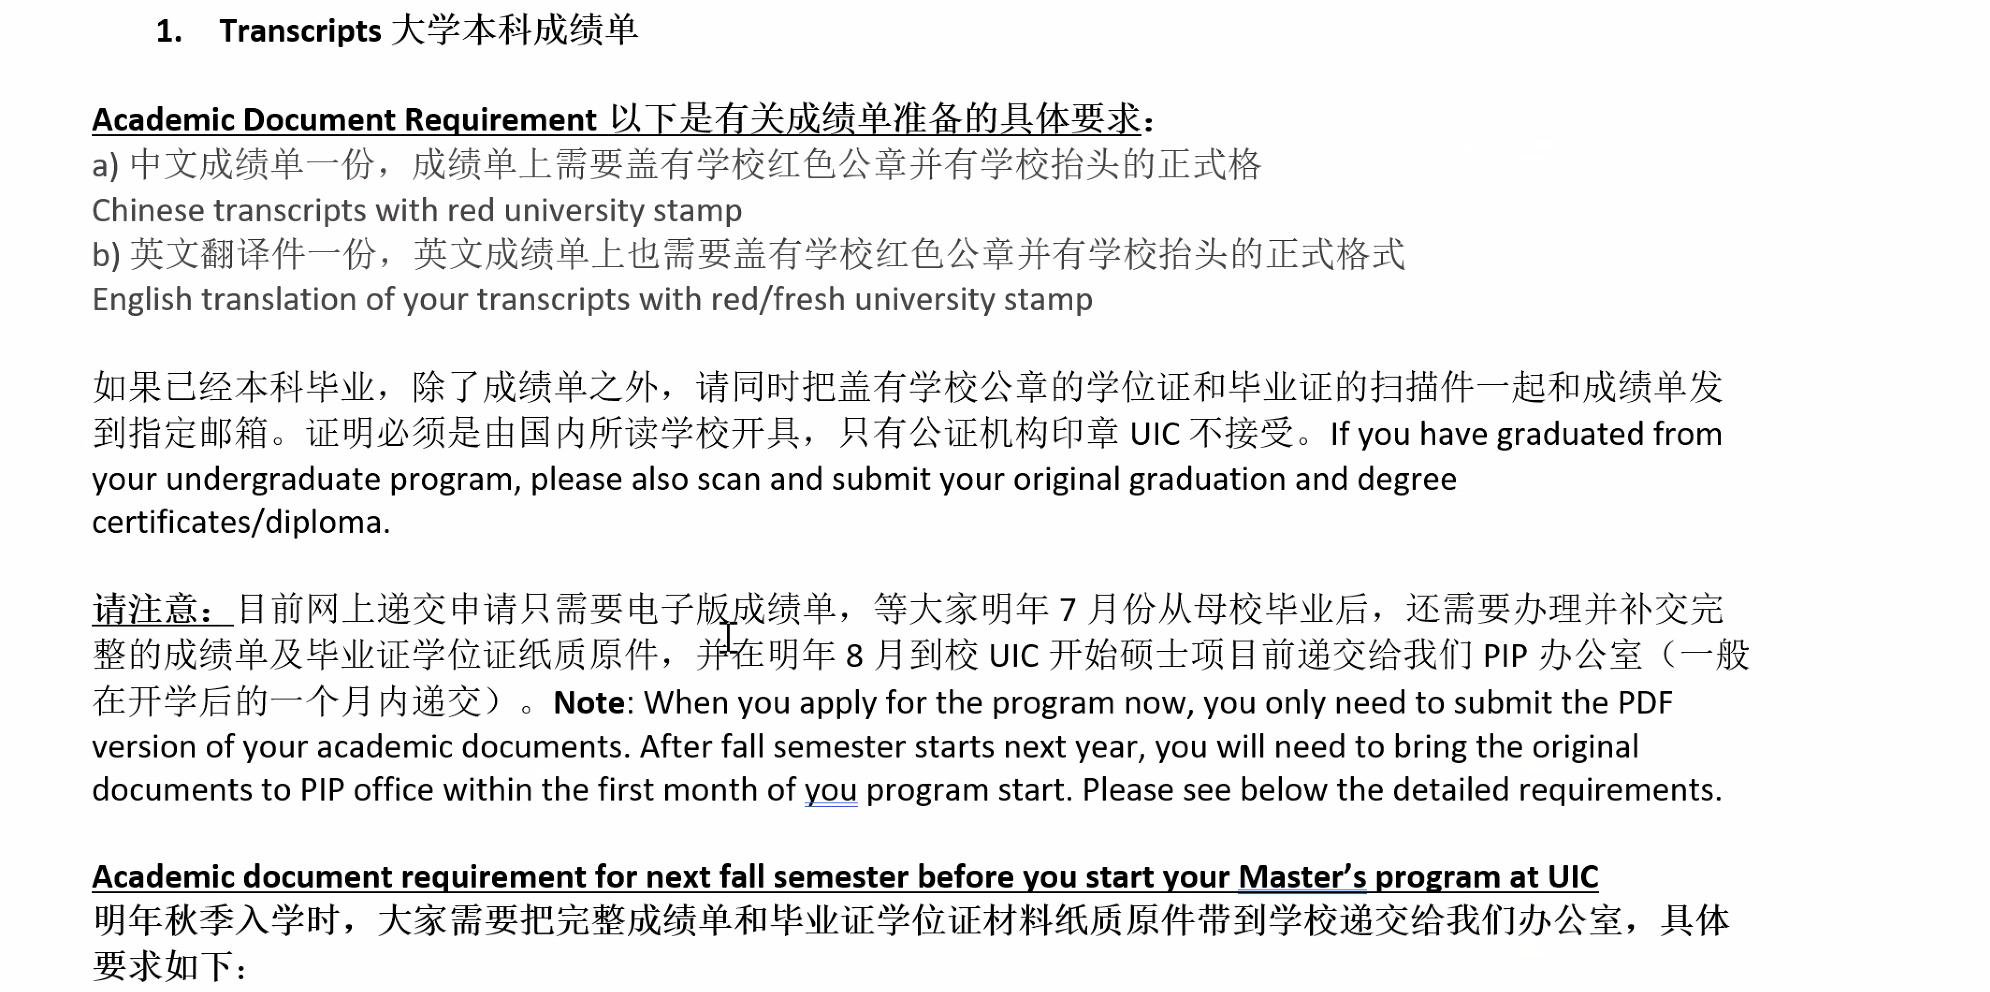 1. Transcripts 大学本科成绩单
Academic Document Requirement 以下是有关成绩单准备的具体要求：
a) 中文成绩单一份，成绩单上需要盖有学校红色公章并有学校抬头的正式格
Chinese transcripts with red university stamp
b) 英文翻译件一份，英文成绩单上也需要盖有学校红色公章并有学校抬头的正式格式
English translation of your transcripts with red/fresh university stamp
如果已经本科毕业，除了成绩单之外，请同时把盖有学校公章的学位证和毕业证的扫描件一起和成绩单发
到指定邮箱。证明必须是由国内所读学校开具，只有公证机构印章 UIC 不接受。If you have graduated from
your undergraduate program, please also scan and submit your original graduation and degree
certificates/diploma.
请注意：目前网上递交申请只需要电子版成绩单，等大家明年 7 月份从母校毕业后，还需要办理并补交完
整的成绩单及毕业证学位证纸质原件，并在明年 8 月到校 UIC 开始硕士项目前递交给我们 PIP 办公室（一般
在开学后的一个月内递交）。Note: When you apply for the program now, you only need to submit the PDF
version of your academic documents. After fall semester starts next year, you will need to bring the original
documents to PIP office within the first month of you program start. Please see below the detailed requirements.
Academic document requirement for next fall semester before you start your Master’s program at UIC
明年秋季入学时，大家需要把完整成绩单和毕业证学位证材料纸质原件带到学校递交给我们办公室，具体
要求如下：